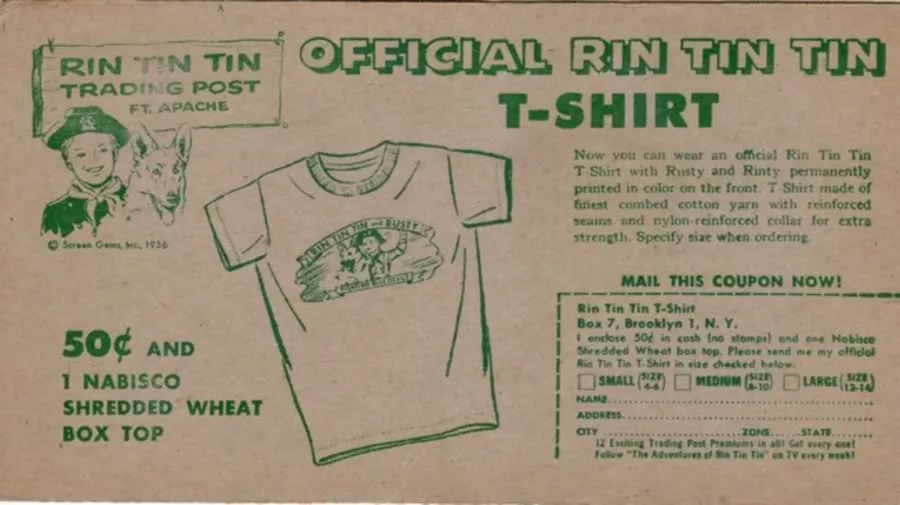 RIN TIN TIN
TRADING POST
FT. APACHE
© Screen Gems, Inc., 1956
OFFICIAL RIN TIN TIN
T-SHIRT
Now you can wear an official Rin Tin Tin
T-Shirt with Rusty and Rinty permanently
printed in color on the front. T-Shirt made of
finest combed cotton yarn with reinforced
seams and nylon-reinforced collar for extra
strength. Specify size when ordering.
RIN TIN TIN and RUSTY
50¢ AND
1 NABISCO
SHREDDED WHEAT
BOX TOP
MAIL THIS COUPON NOW!
Rin Tin Tin T-Shirt
Box 7, Brooklyn 1, N. Y.
I enclose 50¢ in cash (no stamps) and one Nabisco
Shredded Wheat box top. Please send me my official
Rin Tin Tin T-Shirt in size checked below.
SMALL (SIZE 4-6) MEDIUM (SIZE 8-10) LARGE (SIZE 12-14)
NAME
ADDRESS
CITY ZONE STATE
12 Exciting Trading Post Premiums in all! Get every one!
Follow "The Adventures of Rin Tin Tin" on TV every week!